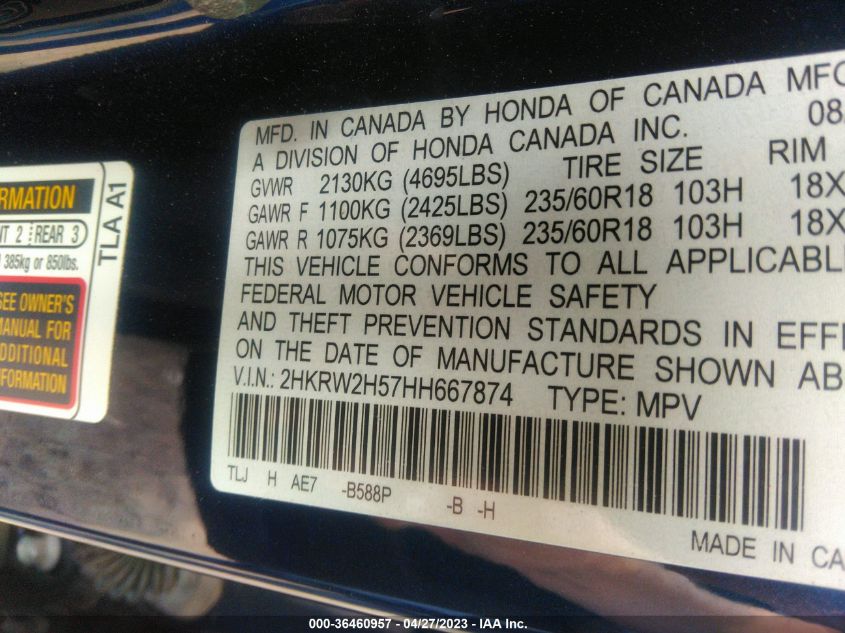 RMATION
NT 2 REAR 3
385kg or 850lbs.
SEE OWNER'S
MANUAL FOR
ADDITIONAL
NFORMATION
TLA A1
MFD. IN CANADA BY HONDA OF CANADA MFG
A DIVISION OF HONDA CANADA INC. 08
GVWR 2130KG (4695LBS) TIRE SIZE RIM
GAWR F 1100KG (2425LBS) 235/60R18 103H 18X
GAWR R 1075KG (2369LBS) 235/60R18 103H 18X
THIS VEHICLE CONFORMS TO ALL APPLICABL
FEDERAL MOTOR VEHICLE SAFETY
AND THEFT PREVENTION STANDARDS IN EFF
ON THE DATE OF MANUFACTURE SHOWN AB
V.I.N.: 2HKRW2H57HH667874 TYPE: MPV
TLJ H AE7 -B588P -B -H
MADE IN CA
000-36460957 - 04/27/2023 - IAA Inc.